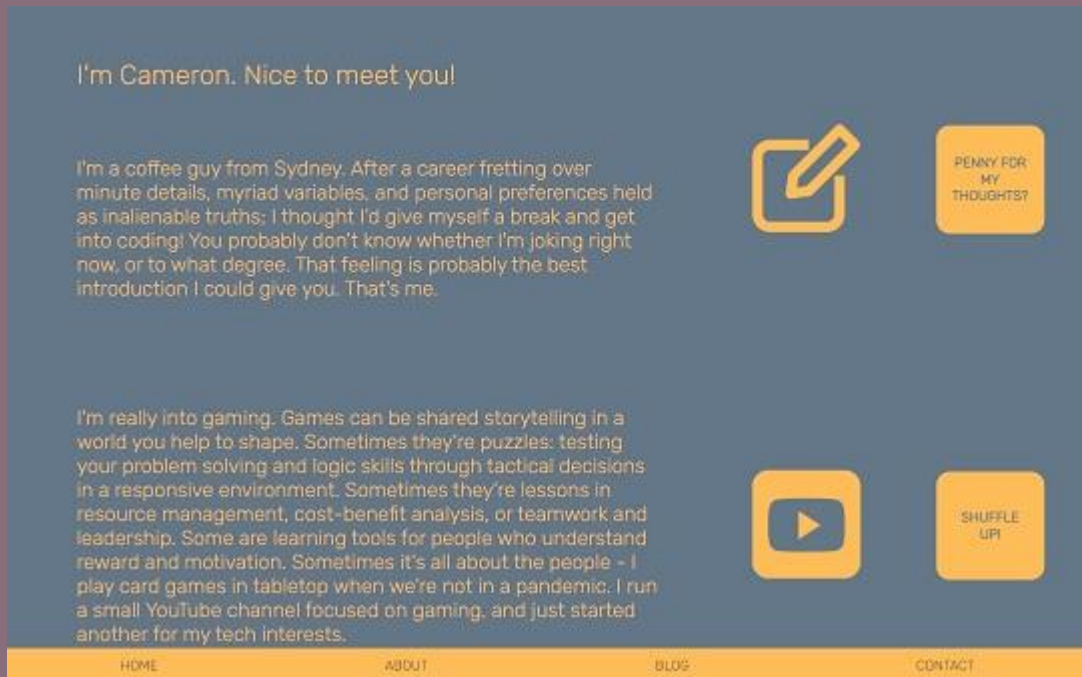 I'm Cameron. Nice to meet you!
I'm a coffee guy from Sydney. After a career fretting over
minute details, myriad variables, and personal preferences held
as inalienable truths; I thought I'd give myself a break and get
into coding! You probably don't know whether I'm joking right
now, or to what degree. That feeling is probably the best
introduction I could give you. That's me.
PENNY FOR
MY
THOUGHTS?
I'm really into gaming. Games can be shared storytelling in a
world you help to shape. Sometimes they're puzzles: testing
your problem solving and logic skills through tactical decisions
in a responsive environment. Sometimes they're lessons in
resource management, cost-benefit analysis, or teamwork and
leadership. Some are learning tools for people who understand
reward and motivation. Sometimes it's all about the people - I
play card games in tabletop when we're not in a pandemic. I run
a small YouTube channel focused on gaming, and just started
another for my tech interests.
SHUFFLE
UP!
HOME
ABOUT
BLOG
CONTACT